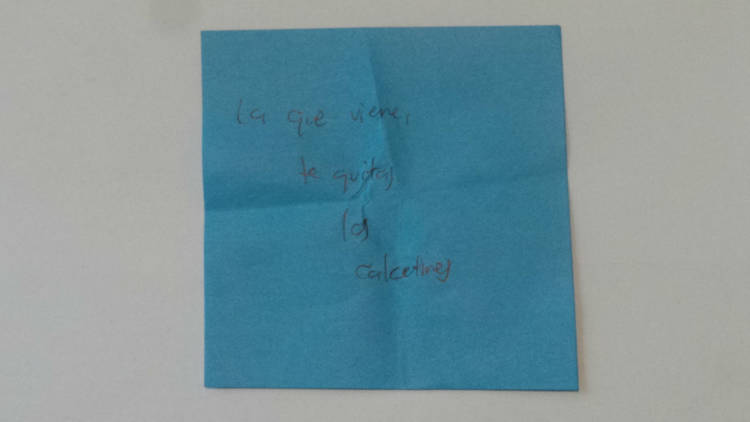 La que viene,
te quitas
los
calcetines